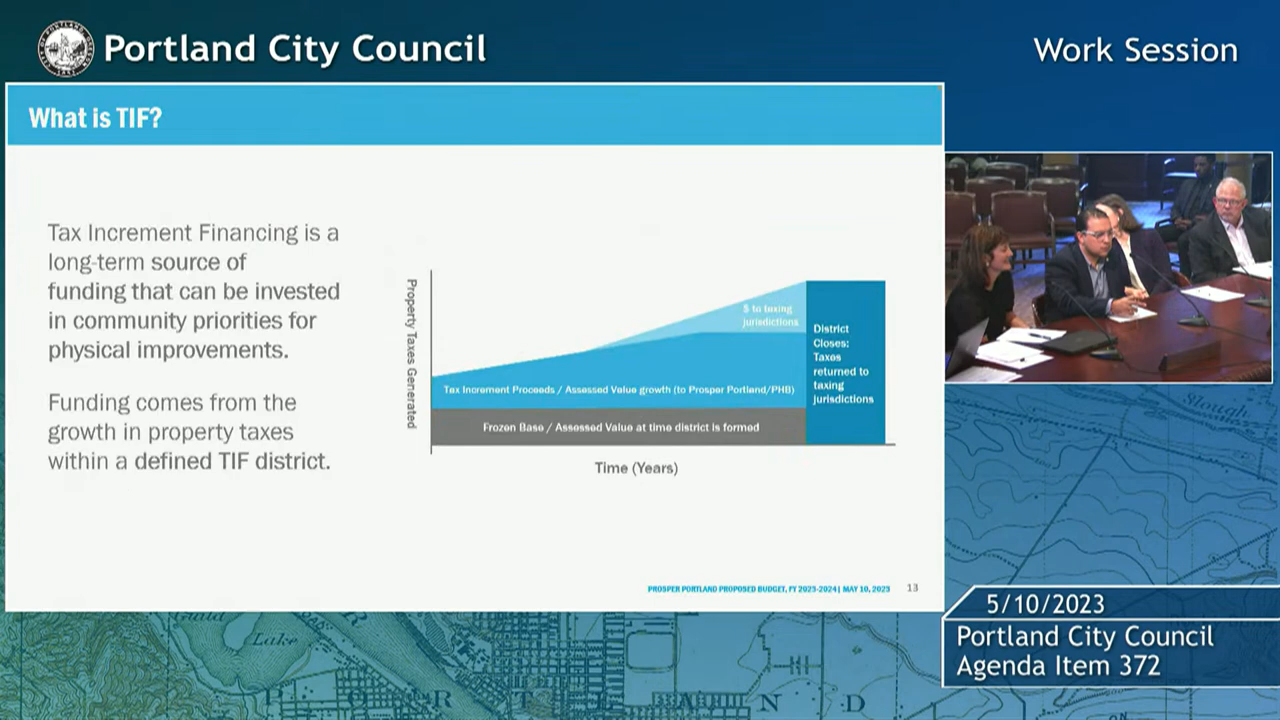 Portland City Council
Work Session
What is TIF?
Tax Increment Financing is a
long-term source of
funding that can be invested
in community priorities for
physical improvements.
Funding comes from the
growth in property taxes
within a defined TIF district.
Property Taxes Generated
$ to taxing
jurisdictions
Tax Increment Proceeds / Assessed Value growth (to Prosper Portland/PHB)
Frozen Base / Assessed Value at time district is formed
District
Closes:
Taxes
returned to
taxing
jurisdictions
Time (Years)
PROSPER PORTLAND PROPOSED BUDGET, FY 2023-2024 | MAY 10, 2023
13
Slough
5/10/2023
Portland City Council
Agenda Item 372
Guild
Lake
R T L A N D